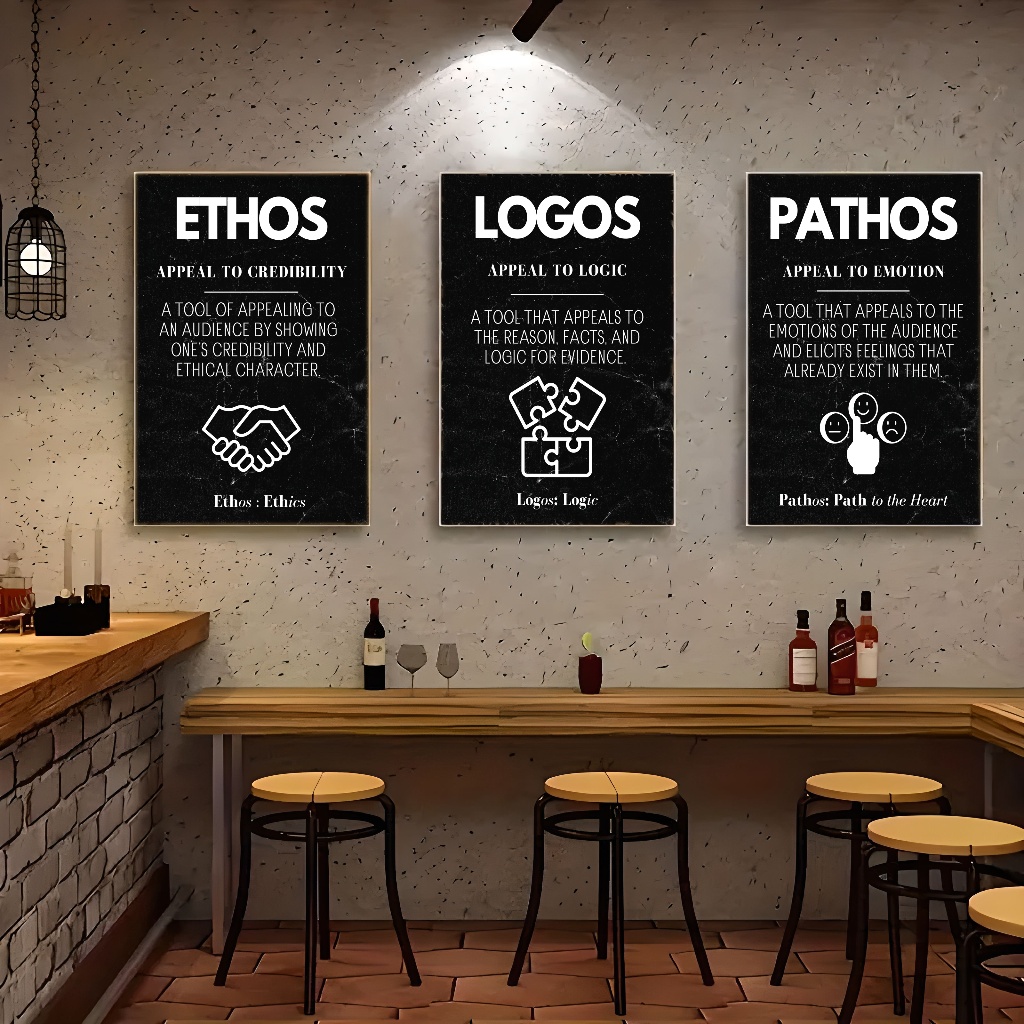 ETHOS
APPEAL TO CREDIBILITY
A TOOL OF APPEALING TO
AN AUDIENCE BY SHOWING
ONE'S CREDIBILITY AND
ETHICAL CHARACTER.
Ethos : Ethics
LOGOS
APPEAL TO LOGIC
A TOOL THAT APPEALS TO
THE REASON, FACTS, AND
LOGIC FOR EVIDENCE.
Logos: Logic
PATHOS
APPEAL TO EMOTION
A TOOL THAT APPEALS TO THE
EMOTIONS OF THE AUDIENCE
AND ELICITS FEELINGS THAT
ALREADY EXIST IN THEM.
Pathos: Path to the Heart